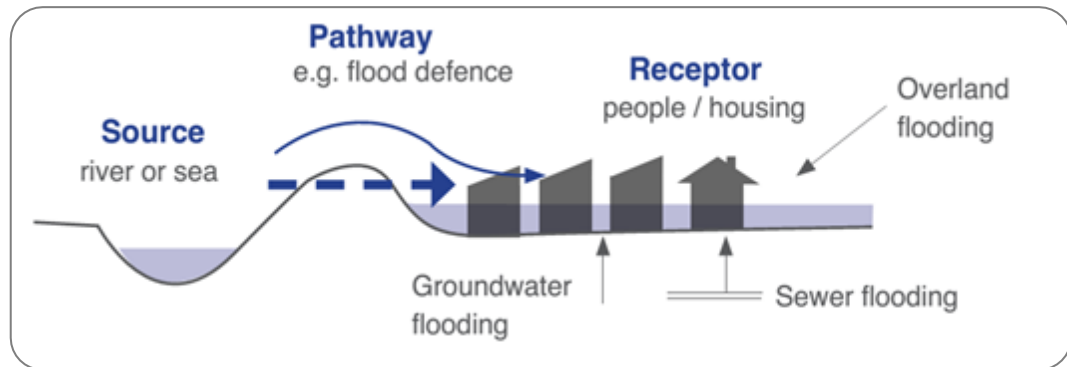 Pathway
e.g. flood defence
Receptor
people / housing
Overland
flooding
Source
river or sea
Groundwater
flooding
Sewer flooding